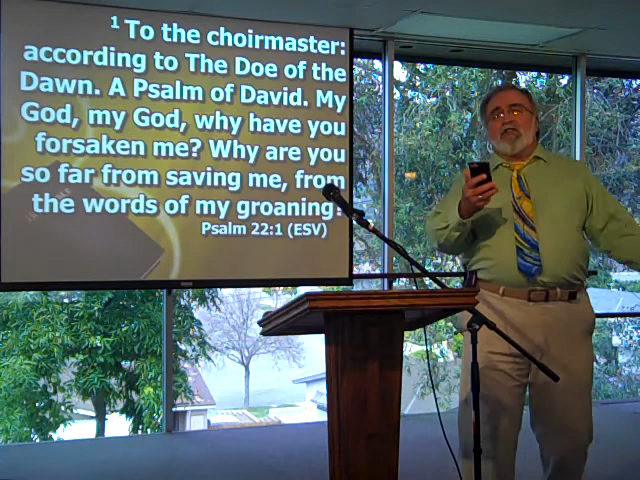 1 To the choirmaster:
according to The Doe of the
Dawn. A Psalm of David. My
God, my God, why have you
forsaken me? Why are you
so far from saving me, from
the words of my groaning?
Psalm 22:1 (ESV)